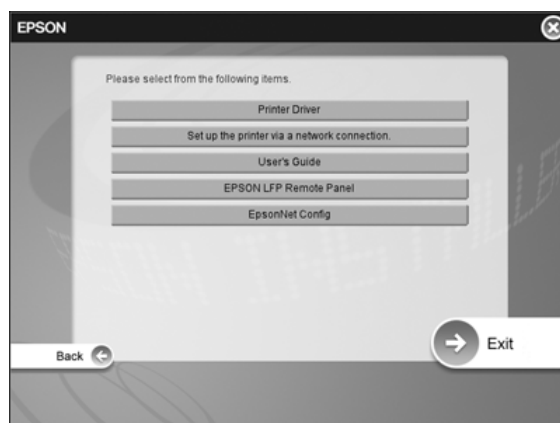 EPSON
Please select from the following items.
Printer Driver
Set up the printer via a network connection.
User's Guide
EPSON LFP Remote Panel
EpsonNet Config
Back
Exit